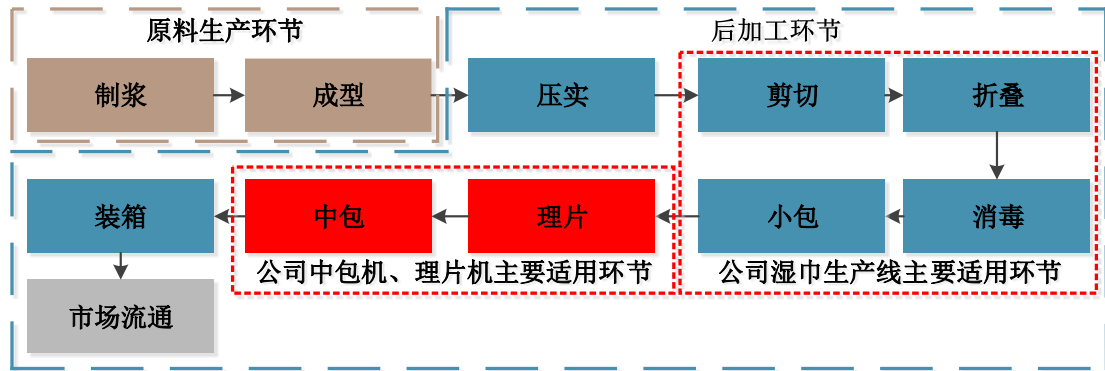 原料生产环节
后加工环节
制浆
成型
压实
剪切
折叠
装箱
中包
理片
小包
消毒
公司中包机、理片机主要适用环节
公司湿巾生产线主要适用环节
市场流通